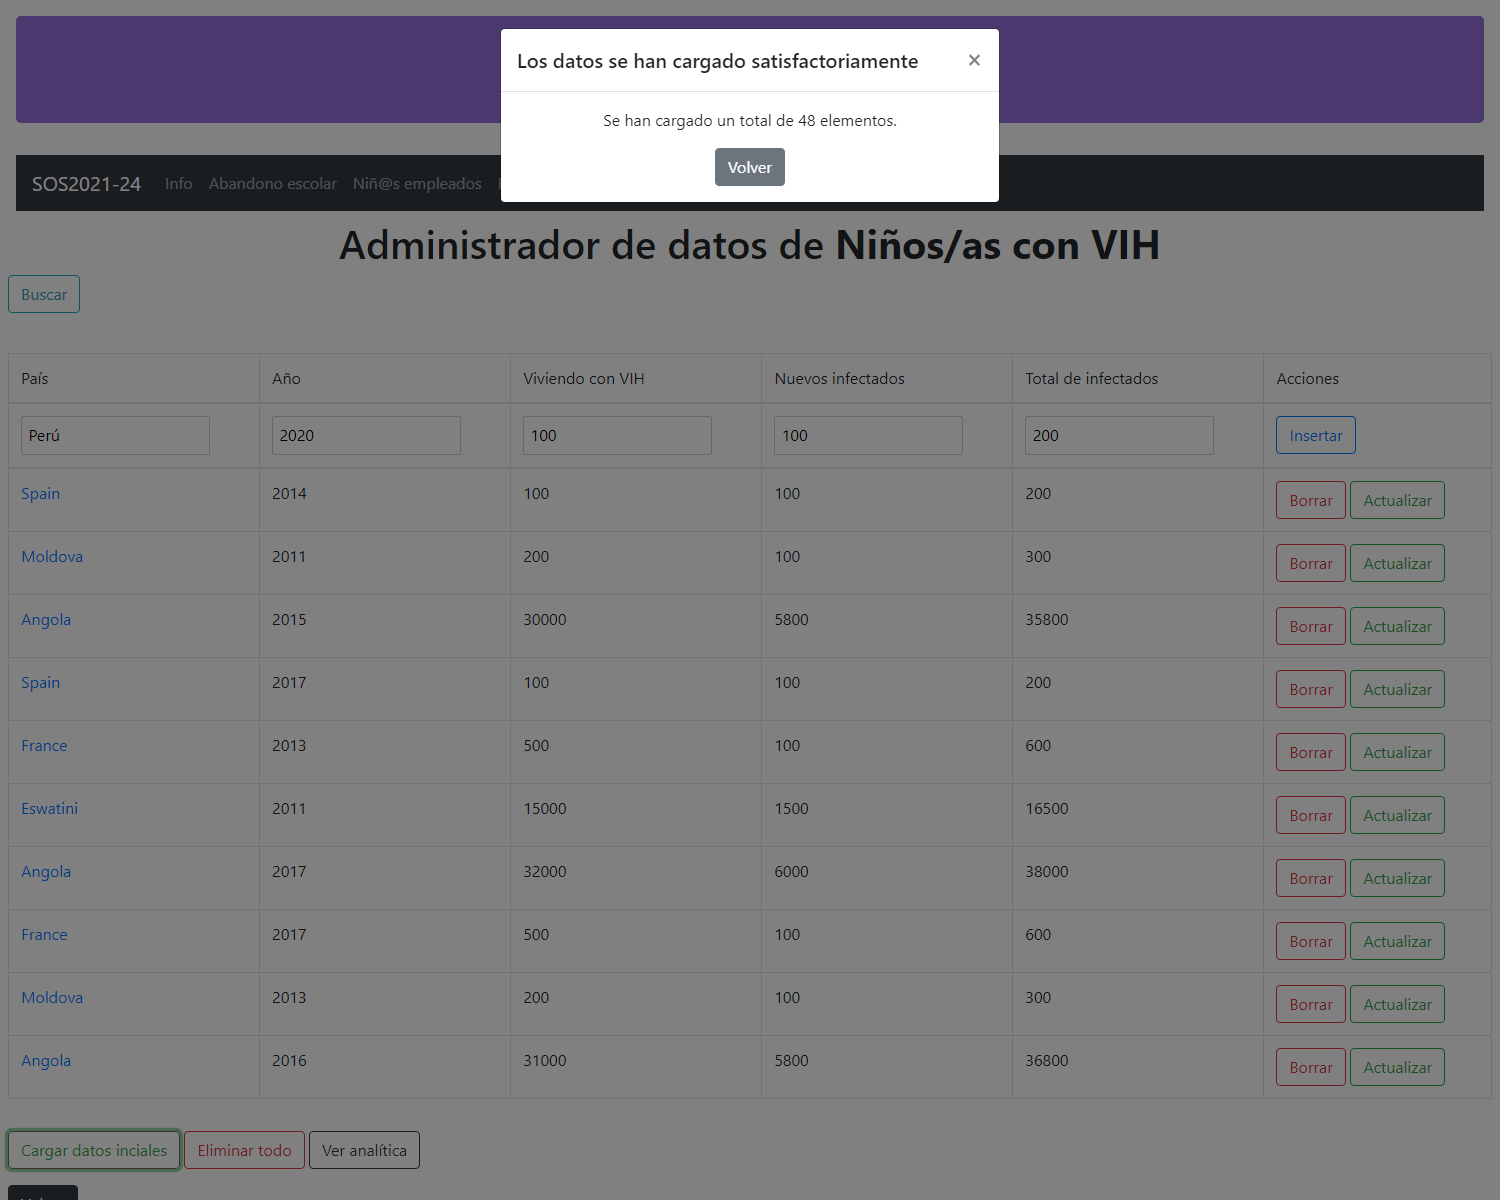 Los datos se han cargado satisfactoriamente ×
Se han cargado un total de 48 elementos.
Volver
SOS2021-24 Info Abandono escolar Niñ@s empleados
Administrador de datos de Niños/as con VIH
Buscar
País Año Viviendo con VIH Nuevos infectados Total de infectados Acciones
Perú 2020 100 100 200 Insertar
Spain 2014 100 100 200 Borrar Actualizar
Moldova 2011 200 100 300 Borrar Actualizar
Angola 2015 30000 5800 35800 Borrar Actualizar
Spain 2017 100 100 200 Borrar Actualizar
France 2013 500 100 600 Borrar Actualizar
Eswatini 2011 15000 1500 16500 Borrar Actualizar
Angola 2017 32000 6000 38000 Borrar Actualizar
France 2017 500 100 600 Borrar Actualizar
Moldova 2013 200 100 300 Borrar Actualizar
Angola 2016 31000 5800 36800 Borrar Actualizar
Cargar datos inciales Eliminar todo Ver analítica